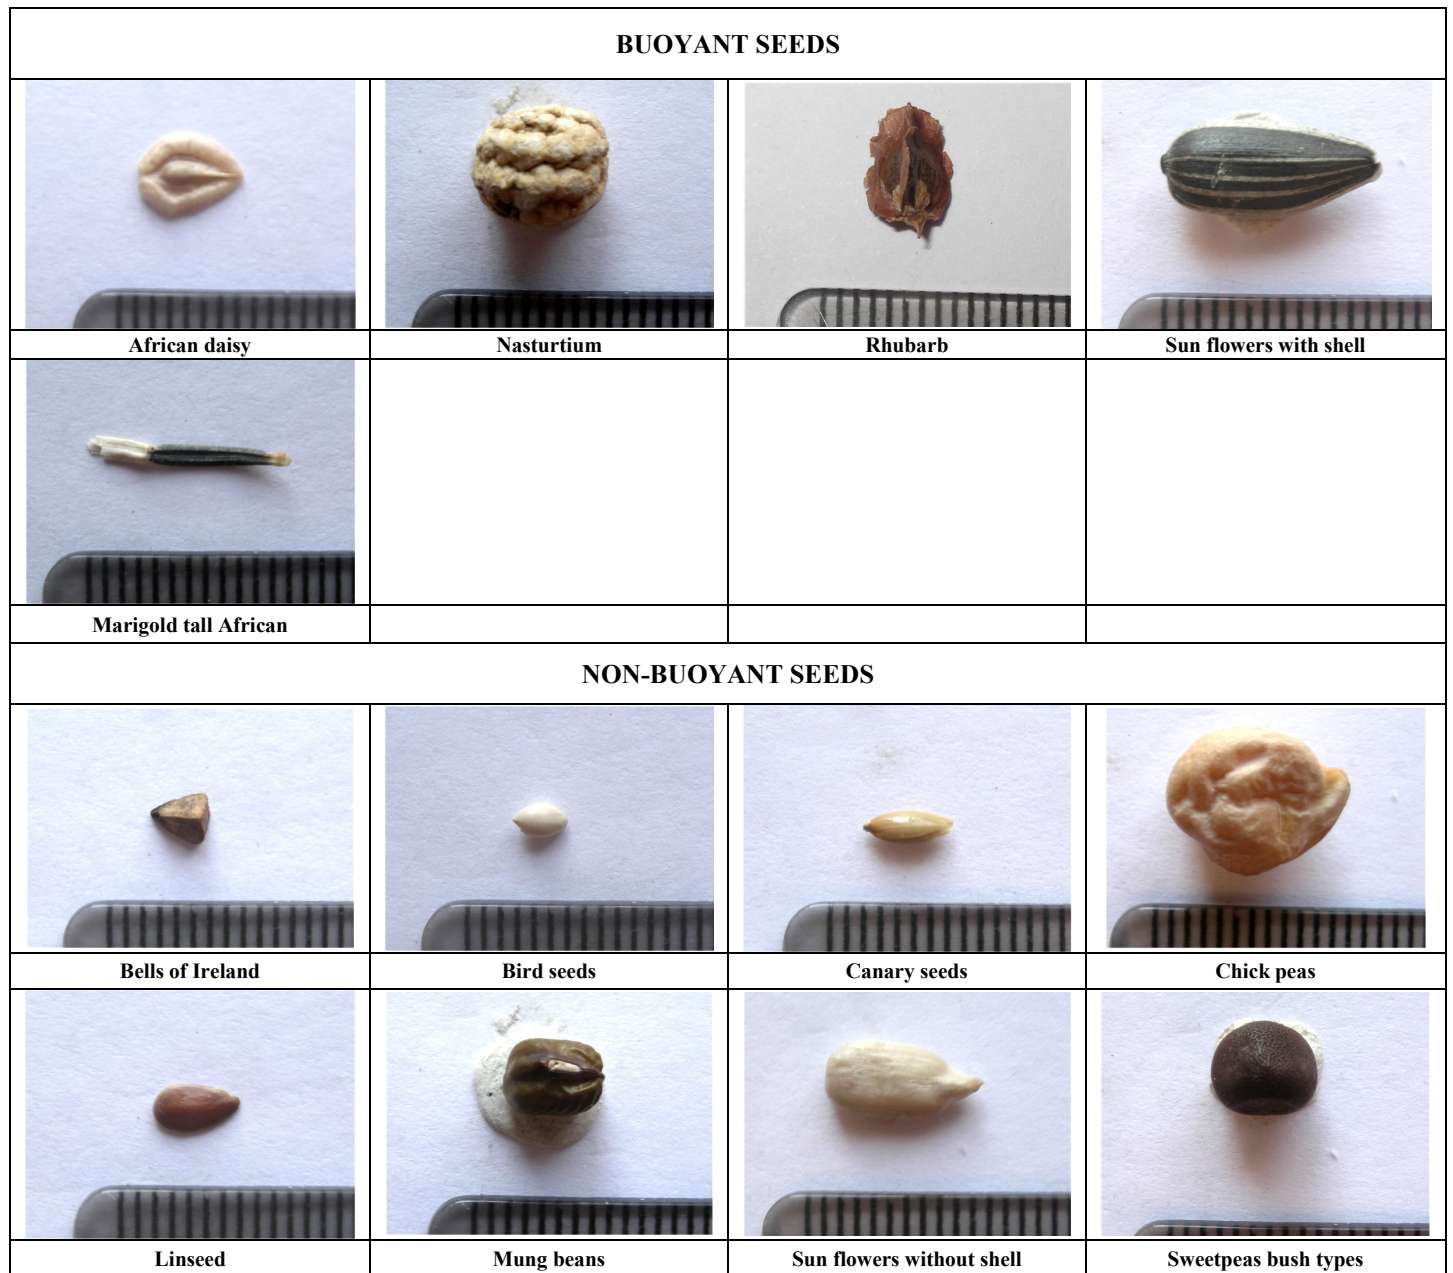 BUOYANT SEEDS
African daisy
Nasturtium
Rhubarb
Sun flowers with shell
Marigold tall African
NON-BUOYANT SEEDS
Bells of Ireland
Bird seeds
Canary seeds
Chick peas
Linseed
Mung beans
Sun flowers without shell
Sweetpeas bush types